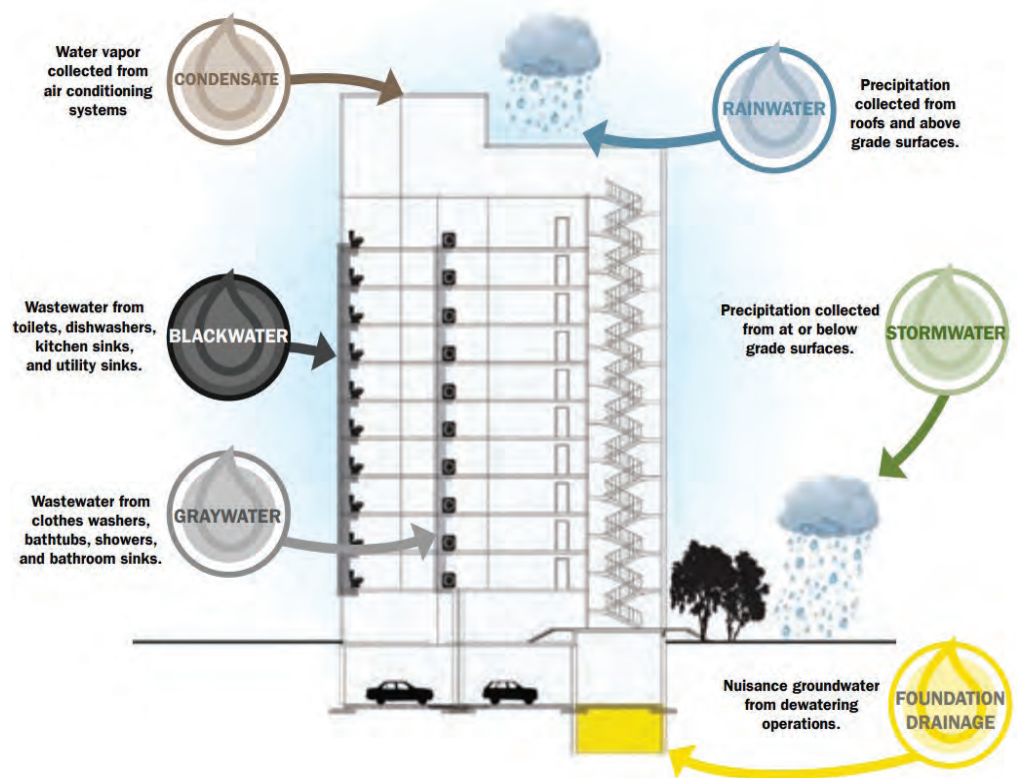 Water vapor
collected from
air conditioning
systems
CONDENSATE
RAINWATER
Precipitation
collected from
roofs and above
grade surfaces.
Wastewater from
toilets, dishwashers,
kitchen sinks,
and utility sinks.
BLACKWATER
Precipitation collected
from at or below
grade surfaces.
STORMWATER
Wastewater from
clothes washers,
bathtubs, showers,
and bathroom sinks.
GRAYWATER
Nuisance groundwater
from dewatering
operations.
FOUNDATION
DRAINAGE